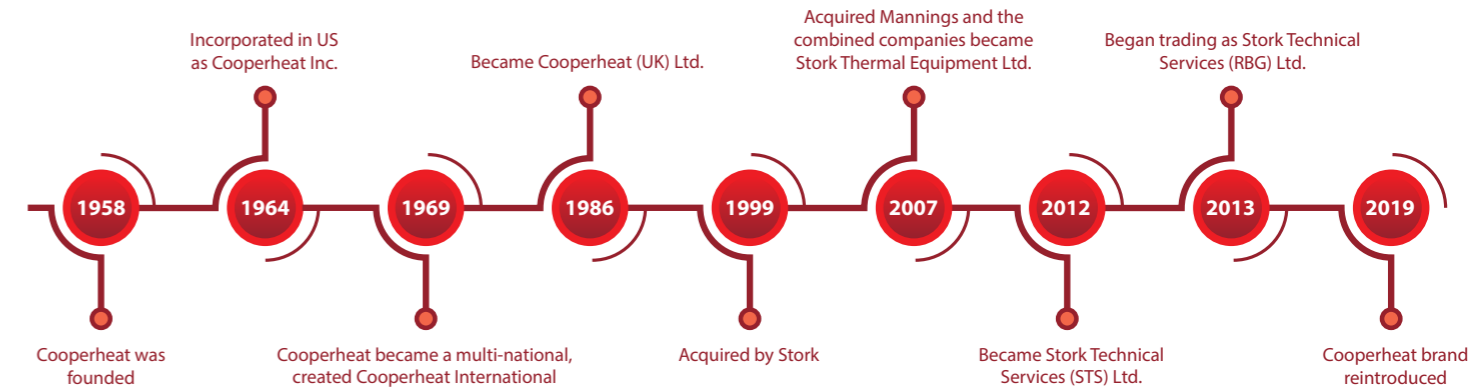 Incorporated in US
as Cooperheat Inc.
Became Cooperheat (UK) Ltd.
Acquired Mannings and the
combined companies became
Stork Thermal Equipment Ltd.
Began trading as Stork Technical
Services (RBG) Ltd.
1958
1964
1969
1986
1999
2007
2012
2013
2019
Cooperheat was
founded
Cooperheat became a multi-national,
created Cooperheat International
Acquired by Stork
Became Stork Technical
Services (STS) Ltd.
Cooperheat brand
reintroduced